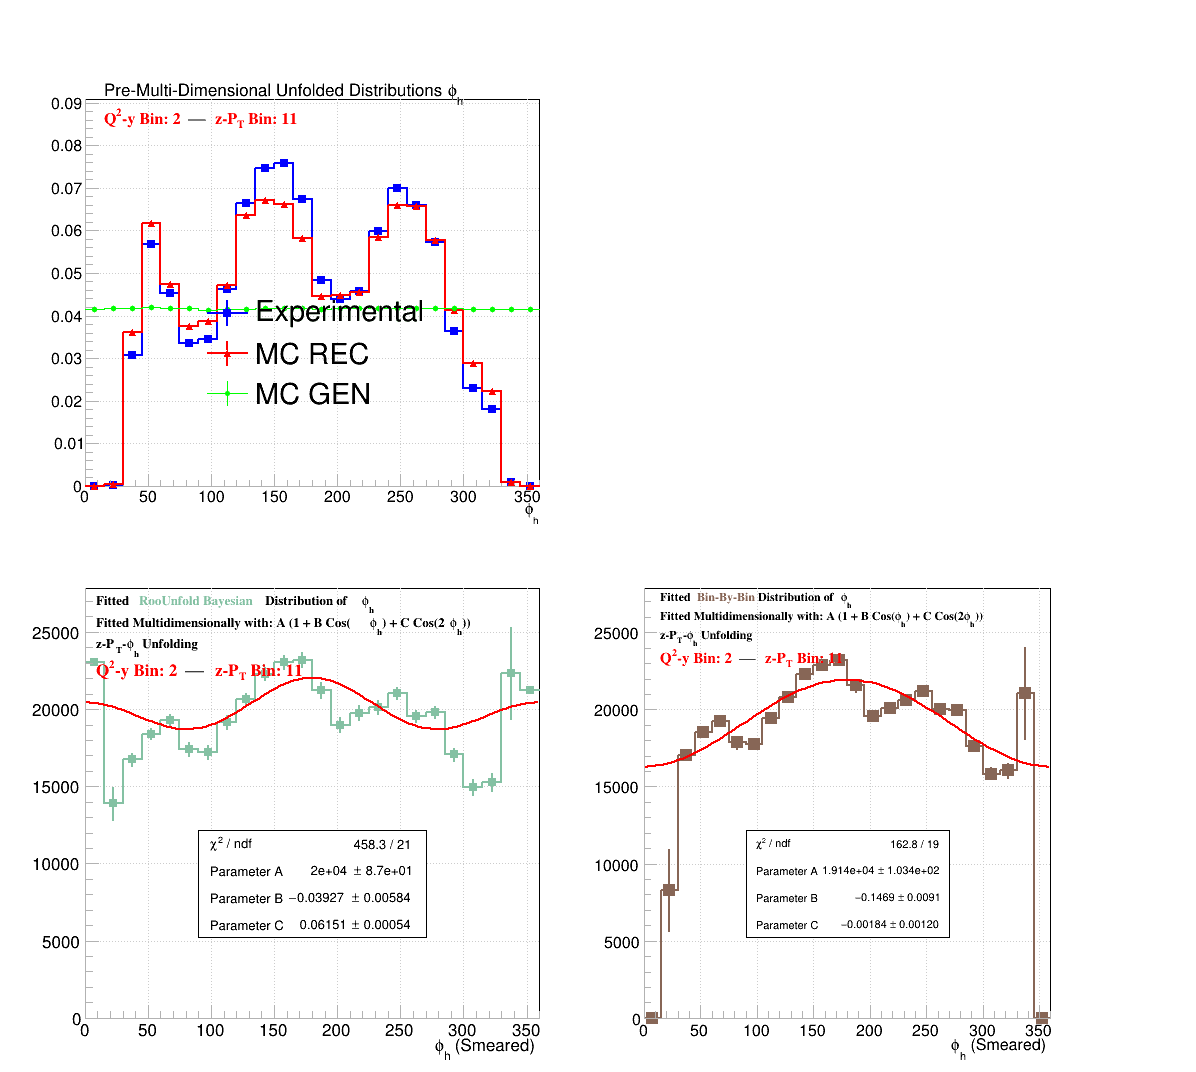 Pre-Multi-Dimensional Unfolded Distributions ϕh
Q2-y Bin: 2 — z-PT Bin: 11
0.09
0.08
0.07
0.06
0.05
0.04
0.03
0.02
0.01
0
Experimental
MC REC
MC GEN
0 50 100 150 200 250 300 350
ϕh
Fitted RooUnfold Bayesian Distribution of ϕh
Fitted Multidimensionally with: A (1 + B Cos( ϕh) + C Cos(2 ϕh))
z-PT-ϕh Unfolding
Q2-y Bin: 2 — z-PT Bin: 11
25000
20000
15000
10000
5000
0
χ2 / ndf 458.3 / 21
Parameter A 2e+04 ± 8.7e+01
Parameter B −0.03927 ± 0.00584
Parameter C 0.06151 ± 0.00054
0 50 100 150 200 250 300 350
ϕh (Smeared)
Fitted Bin-By-Bin Distribution of ϕh
Fitted Multidimensionally with: A (1 + B Cos(ϕh) + C Cos(2ϕh))
z-PT-ϕh Unfolding
Q2-y Bin: 2 — z-PT Bin: 11
25000
20000
15000
10000
5000
0
χ2 / ndf 162.8 / 19
Parameter A 1.914e+04 ± 1.034e+02
Parameter B −0.1469 ± 0.0091
Parameter C −0.00184 ± 0.00120
0 50 100 150 200 250 300 350
ϕh (Smeared)